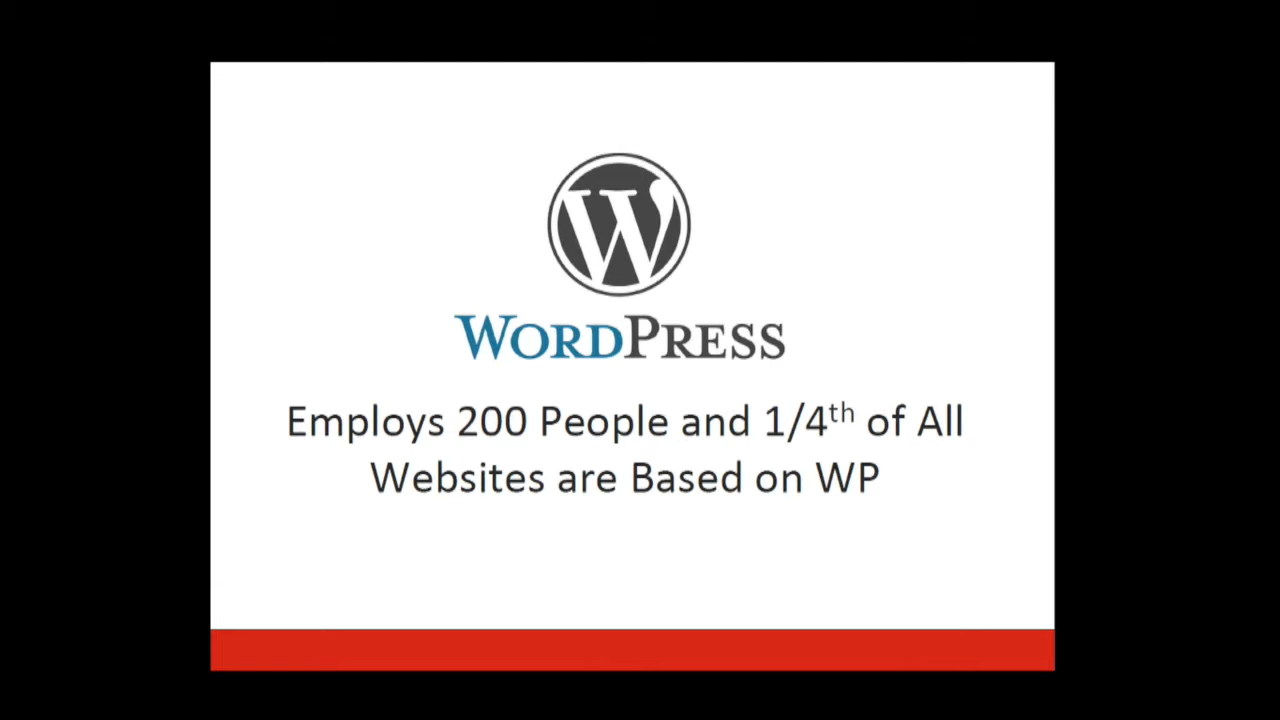 W
WORDPRESS
Employs 200 People and 1/4th of All
Websites are Based on WP